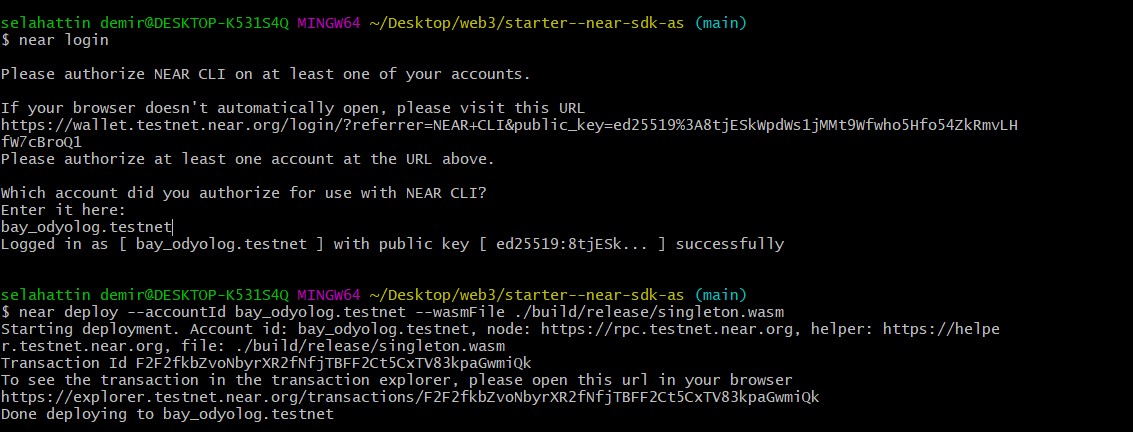 selahattin demir@DESKTOP-K531S4Q MINGW64 ~/Desktop/web3/starter--near-sdk-as (main)
$ near login
Please authorize NEAR CLI on at least one of your accounts.
If your browser doesn't automatically open, please visit this URL
https://wallet.testnet.near.org/login/?referrer=NEAR+CLI&public_key=ed25519%3A8tjESkWpdWs1jMMt9Wfwho5Hfo54ZkRmvLH
fW7cBroQ1
Please authorize at least one account at the URL above.
Which account did you authorize for use with NEAR CLI?
Enter it here:
bay_odyolog.testnet
Logged in as [ bay_odyolog.testnet ] with public key [ ed25519:8tjESk... ] successfully
selahattin demir@DESKTOP-K531S4Q MINGW64 ~/Desktop/web3/starter--near-sdk-as (main)
$ near deploy --accountId bay_odyolog.testnet --wasmFile ./build/release/singleton.wasm
Starting deployment. Account id: bay_odyolog.testnet, node: https://rpc.testnet.near.org, helper: https://helpe
r.testnet.near.org, file: ./build/release/singleton.wasm
Transaction Id F2F2fkbZvoNbyrXR2fNfjTBFF2Ct5CxTV83kpaGwmiQk
To see the transaction in the transaction explorer, please open this url in your browser
https://explorer.testnet.near.org/transactions/F2F2fkbZvoNbyrXR2fNfjTBFF2Ct5CxTV83kpaGwmiQk
Done deploying to bay_odyolog.testnet